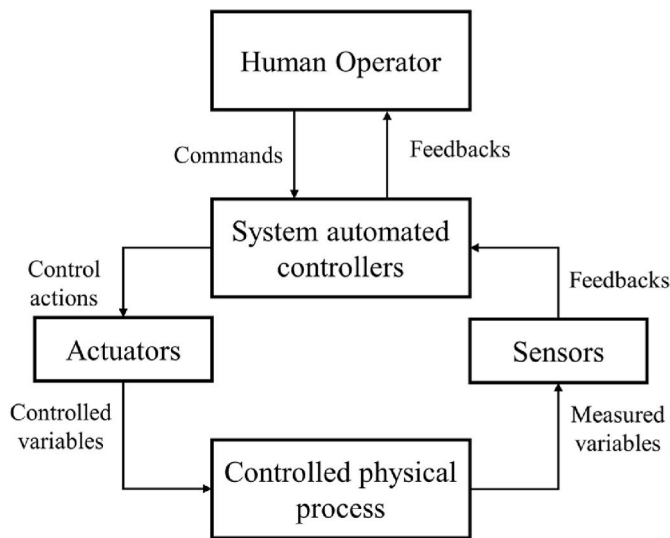 Human Operator
Commands
Feedbacks
System automated
controllers
Control
actions
Feedbacks
Actuators
Sensors
Controlled
variables
Measured
variables
Controlled physical
process